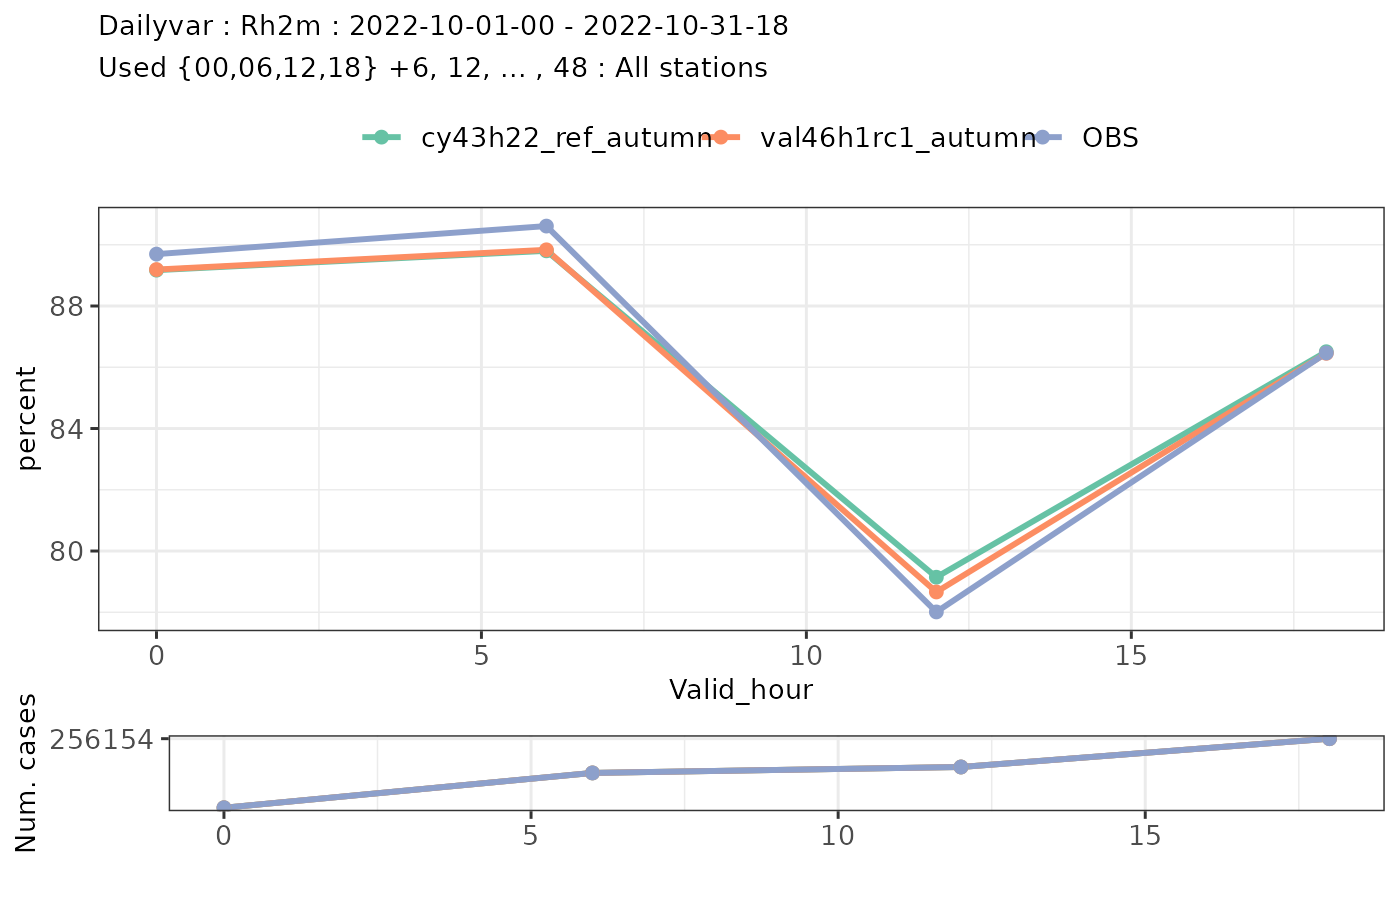 Dailyvar : Rh2m : 2022-10-01-00 - 2022-10-31-18
Used {00,06,12,18} +6, 12, ... , 48 : All stations
cy43h22_ref_autumn val46h1rc1_autumn OBS
percent
88
84
80
0 5 10 15
Valid_hour
Num. cases
256154
0 5 10 15